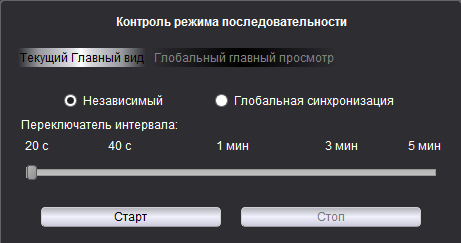 Контроль режима последовательности
Текущий Главный вид Глобальный главный просмотр
Независимый Глобальная синхронизация
Переключатель интервала:
20 с 40 с 1 мин 3 мин 5 мин
Старт Стоп